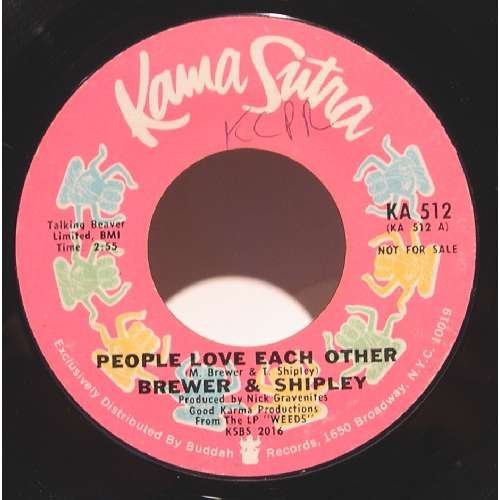 Kama Sutra
KCPR
Talking Beaver
Limited, BMI
Time: 2:55
KA 512
(KA 512 A)
NOT FOR SALE
PEOPLE LOVE EACH OTHER
(M. Brewer & T. Shipley)
BREWER & SHIPLEY
Produced by Nick Gravenites
Good Karma Productions
From The LP "WEEDS"
KSBS 2016
Exclusively Distributed By Buddah Records, 1650 Broadway, N.Y.C. 10019